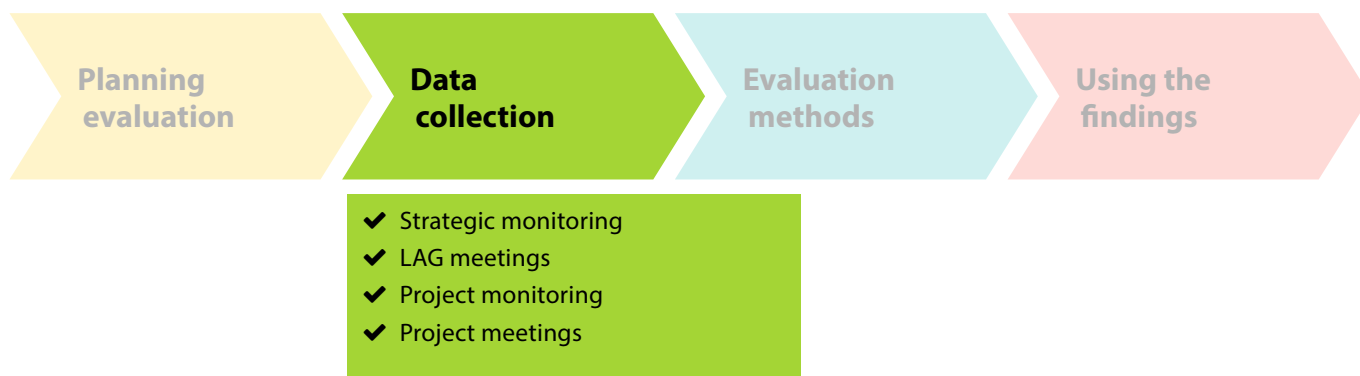 Planning
evaluation
Data
collection
Evaluation
methods
Using the
findings
✔ Strategic monitoring
✔ LAG meetings
✔ Project monitoring
✔ Project meetings